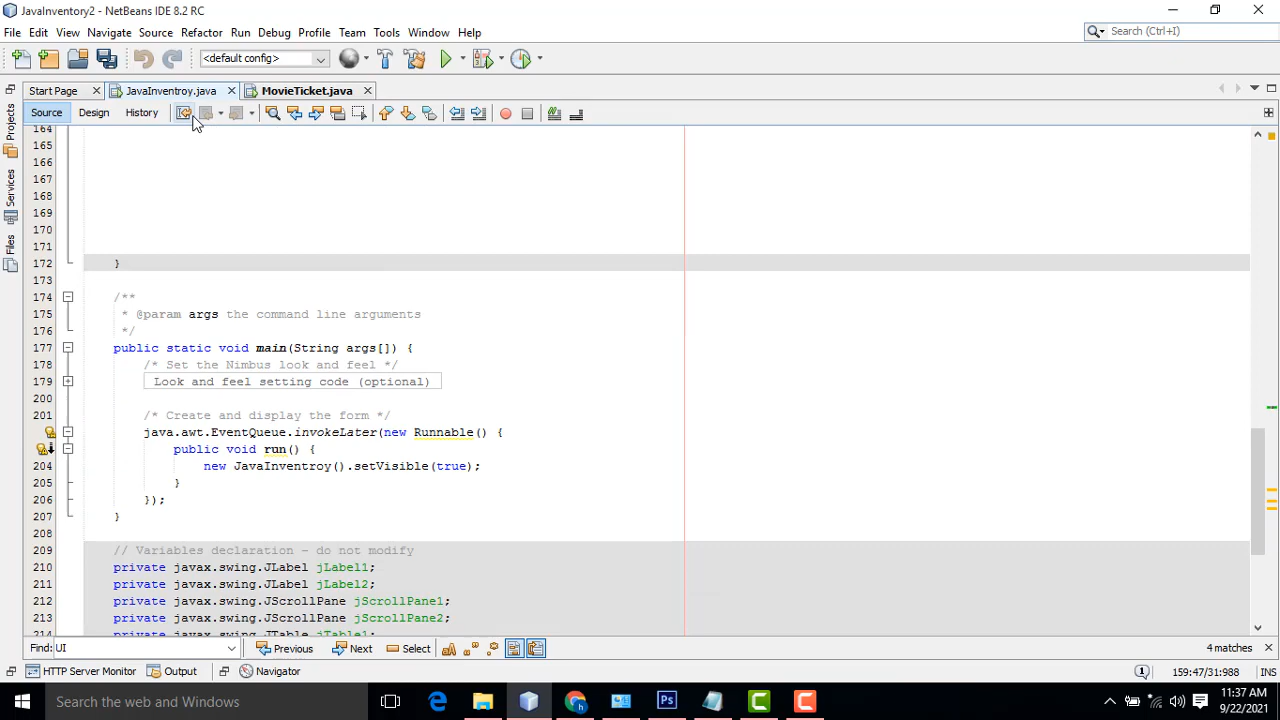 JavaInventory2 - NetBeans IDE 8.2 RC
File Edit View Navigate Source Refactor Run Debug Profile Team Tools Window Help
Search (Ctrl+I)
<default config>
Start Page JavaInventroy.java MovieTicket.java
Source Design History
164
165
166
167
168
169
170
171
172 }
173
174 /**
175 * @param args the command line arguments
176 */
177 public static void main(String args[]) {
178 /* Set the Nimbus look and feel */
179 Look and feel setting code (optional)
200
201 /* Create and display the form */
java.awt.EventQueue.invokeLater(new Runnable() {
public void run() {
204 new JavaInventroy().setVisible(true);
205 }
206 });
207 }
208
209 // Variables declaration - do not modify
210 private javax.swing.JLabel jLabel1;
211 private javax.swing.JLabel jLabel2;
212 private javax.swing.JScrollPane jScrollPane1;
213 private javax.swing.JScrollPane jScrollPane2;
214 private javax.swing.JTable jTable1;
Projects
Services
Files
Find: UI Previous Next Select 4 matches
HTTP Server Monitor Output Navigator 1 159:47/31:988 INS
Search the web and Windows
11:37 AM
9/22/2021